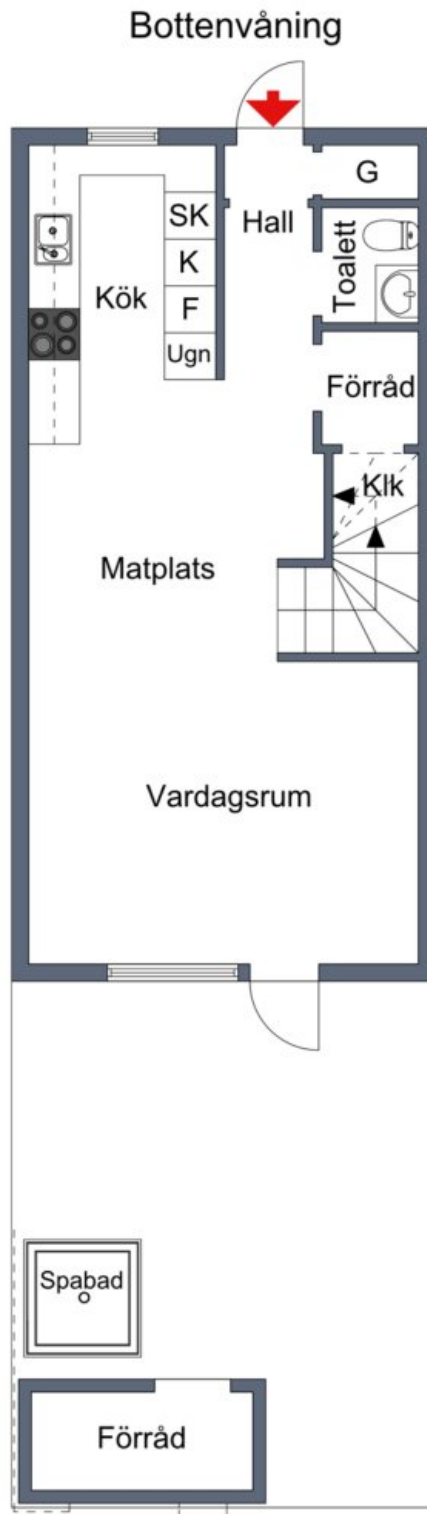 Bottenvåning
G
SK
Hall
Toalett
K
Kök
F
Ugn
Förråd
Klk
Matplats
Vardagsrum
Spabad
Förråd